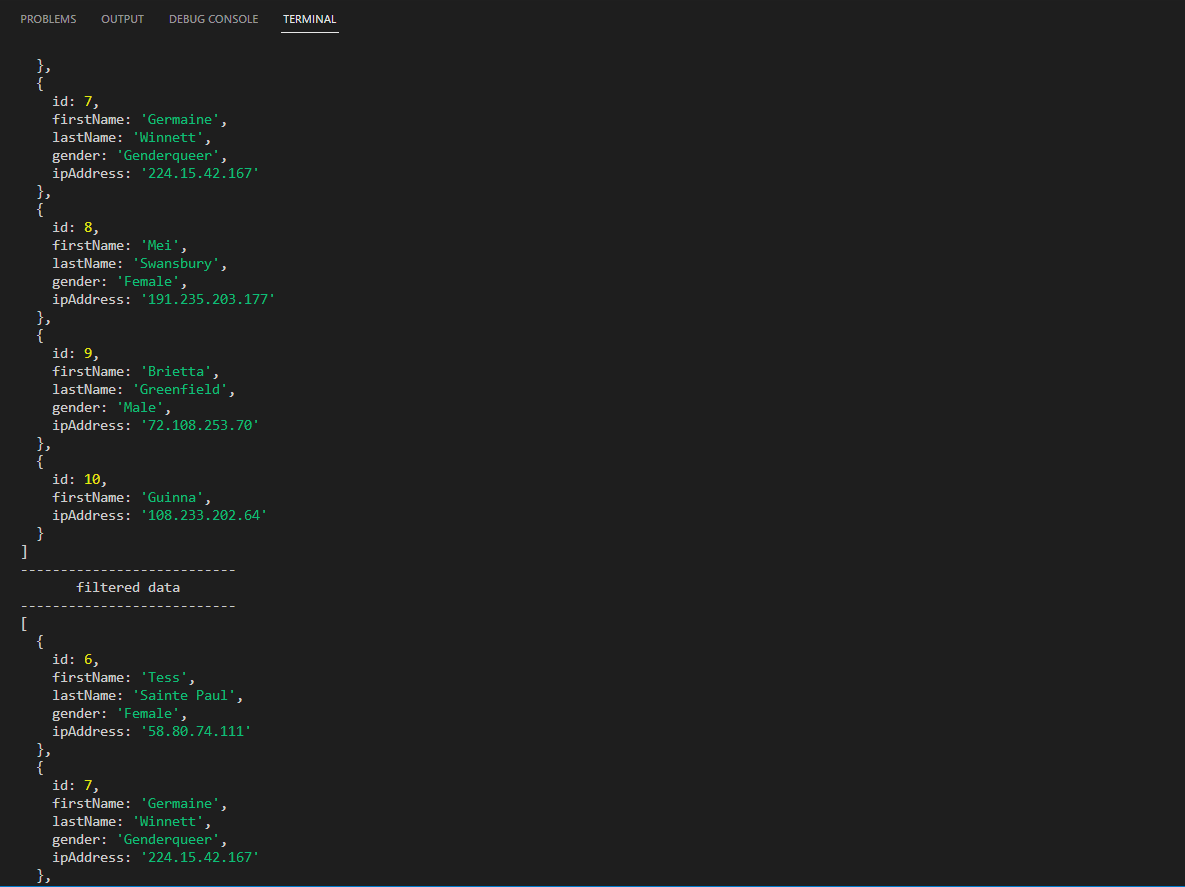 PROBLEMS OUTPUT DEBUG CONSOLE TERMINAL
},
{
id: 7,
firstName: 'Germaine',
lastName: 'Winnett',
gender: 'Genderqueer',
ipAddress: '224.15.42.167'
},
{
id: 8,
firstName: 'Mei',
lastName: 'Swansbury',
gender: 'Female',
ipAddress: '191.235.203.177'
},
{
id: 9,
firstName: 'Brietta',
lastName: 'Greenfield',
gender: 'Male',
ipAddress: '72.108.253.70'
},
{
id: 10,
firstName: 'Guinna',
ipAddress: '108.233.202.64'
}
]
---------------------------
filtered data
---------------------------
[
{
id: 6,
firstName: 'Tess',
lastName: 'Sainte Paul',
gender: 'Female',
ipAddress: '58.80.74.111'
},
{
id: 7,
firstName: 'Germaine',
lastName: 'Winnett',
gender: 'Genderqueer',
ipAddress: '224.15.42.167'
},